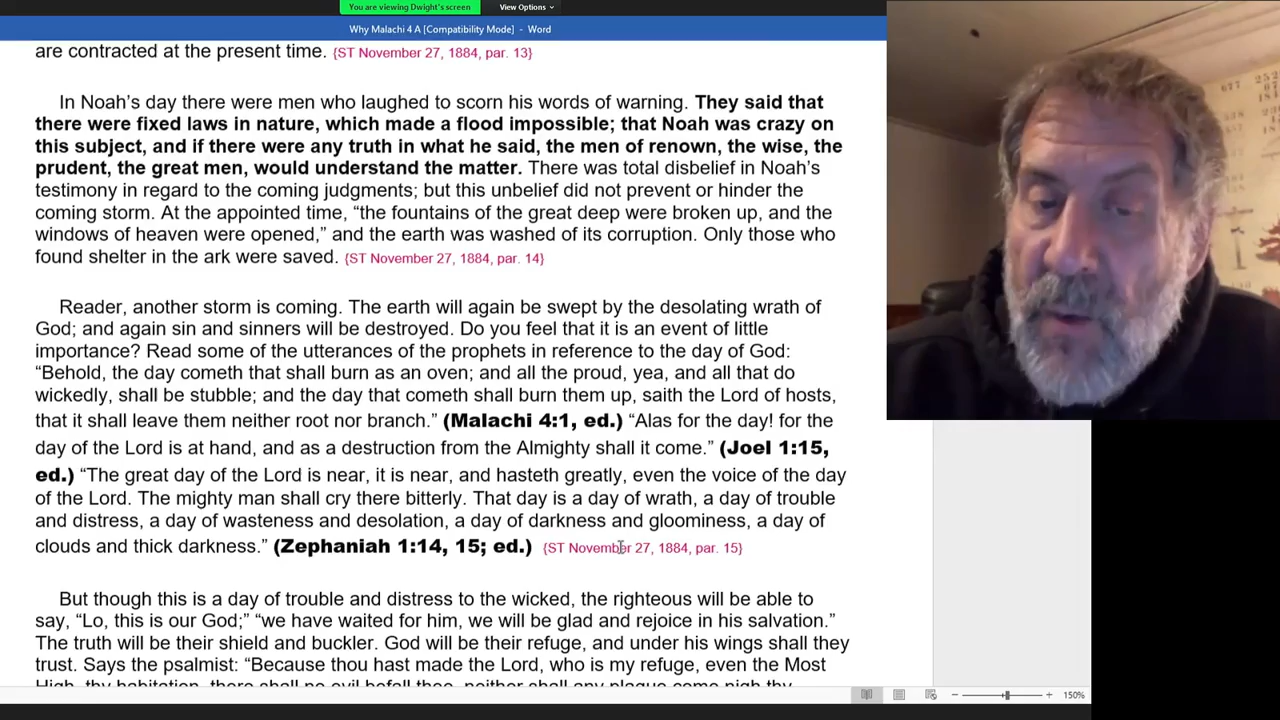 You are viewing Dwight's screen
View Options
Why Malachi 4 A [Compatibility Mode] - Word
are contracted at the present time. {ST November 27, 1884, par. 13}
In Noah’s day there were men who laughed to scorn his words of warning. They said that
there were fixed laws in nature, which made a flood impossible; that Noah was crazy on
this subject, and if there were any truth in what he said, the men of renown, the wise, the
prudent, the great men, would understand the matter. There was total disbelief in Noah’s
testimony in regard to the coming judgments; but this unbelief did not prevent or hinder the
coming storm. At the appointed time, “the fountains of the great deep were broken up, and the
windows of heaven were opened,” and the earth was washed of its corruption. Only those who
found shelter in the ark were saved. {ST November 27, 1884, par. 14}
Reader, another storm is coming. The earth will again be swept by the desolating wrath of
God; and again sin and sinners will be destroyed. Do you feel that it is an event of little
importance? Read some of the utterances of the prophets in reference to the day of God:
“Behold, the day cometh that shall burn as an oven; and all the proud, yea, and all that do
wickedly, shall be stubble; and the day that cometh shall burn them up, saith the Lord of hosts,
that it shall leave them neither root nor branch.” (Malachi 4:1, ed.) “Alas for the day! for the
day of the Lord is at hand, and as a destruction from the Almighty shall it come.” (Joel 1:15,
ed.) “The great day of the Lord is near, it is near, and hasteth greatly, even the voice of the day
of the Lord. The mighty man shall cry there bitterly. That day is a day of wrath, a day of trouble
and distress, a day of wasteness and desolation, a day of darkness and gloominess, a day of
clouds and thick darkness.” (Zephaniah 1:14, 15; ed.) {ST November 27, 1884, par. 15}
But though this is a day of trouble and distress to the wicked, the righteous will be able to
say, “Lo, this is our God;” “we have waited for him, we will be glad and rejoice in his salvation.”
The truth will be their shield and buckler. God will be their refuge, and under his wings shall they
trust. Says the psalmist: “Because thou hast made the Lord, who is my refuge, even the Most
High, thy habitation, there shall no evil befall thee, neither shall any plague come nigh thy
150%